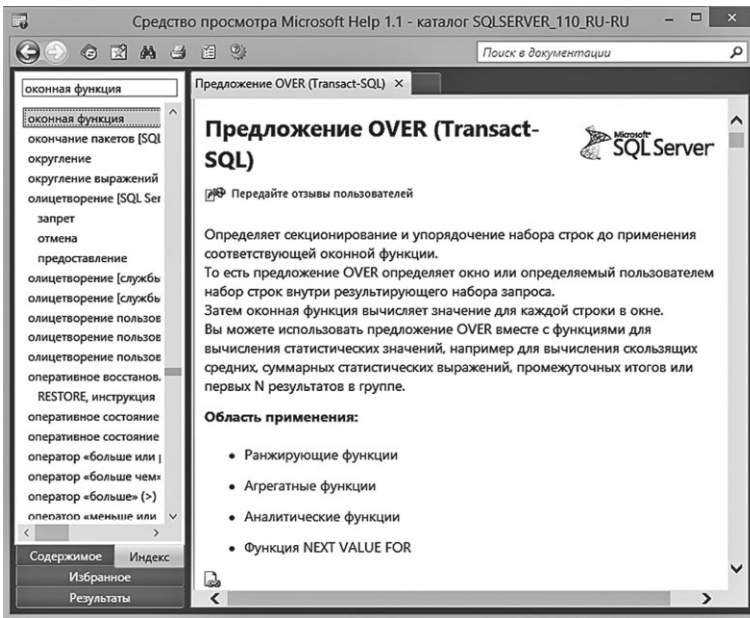 Средство просмотра Microsoft Help 1.1 - каталог SQLSERVER_110_RU-RU
Поиск в документации
оконная функция
оконная функция
окончание пакетов [SQL
округление
округление выражений
олицетворение [SQL Ser
запрет
отмена
предоставление
олицетворение [службы
олицетворение [службы
олицетворение пользов
олицетворение пользов
олицетворение пользов
оперативное восстанов.
RESTORE, инструкция
оперативное состояние
оперативное состояние
оператор «больше или
оператор «больше чем»
оператор «больше» (>)
оператор «меньше или
Содержимое Индекс
Избранное
Результаты
Предложение OVER (Transact-SQL) ×
Предложение OVER (Transact-
SQL)
Microsoft
SQL Server
Передайте отзывы пользователей
Определяет секционирование и упорядочение набора строк до применения
соответствующей оконной функции.
То есть предложение OVER определяет окно или определяемый пользователем
набор строк внутри результирующего набора запроса.
Затем оконная функция вычисляет значение для каждой строки в окне.
Вы можете использовать предложение OVER вместе с функциями для
вычисления статистических значений, например для вычисления скользящих
средних, суммарных статистических выражений, промежуточных итогов или
первых N результатов в группе.
Область применения:
• Ранжирующие функции
• Агрегатные функции
• Аналитические функции
• Функция NEXT VALUE FOR